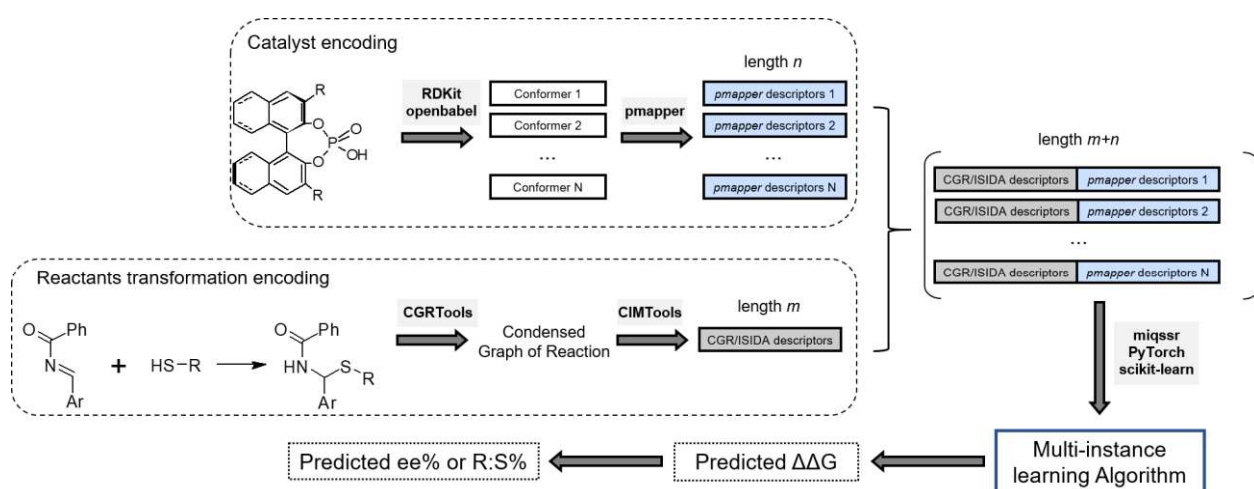 Catalyst encoding
R
O
O
P
O
OH
R
RDKit
openbabel
Conformer 1
Conformer 2
...
Conformer N
pmapper
length n
pmapper descriptors 1
pmapper descriptors 2
...
pmapper descriptors N
length m+n
CGR/ISIDA descriptors pmapper descriptors 1
CGR/ISIDA descriptors pmapper descriptors 2
...
CGR/ISIDA descriptors pmapper descriptors N
Reactants transformation encoding
O Ph
N
Ar
+
HS-R
O Ph
HN S
R
Ar
CGRTools
Condensed
Graph of Reaction
CIMTools
length m
CGR/ISIDA descriptors
miqssr
PyTorch
scikit-learn
Multi-instance
learning Algorithm
Predicted ΔΔG
Predicted ee% or R:S%